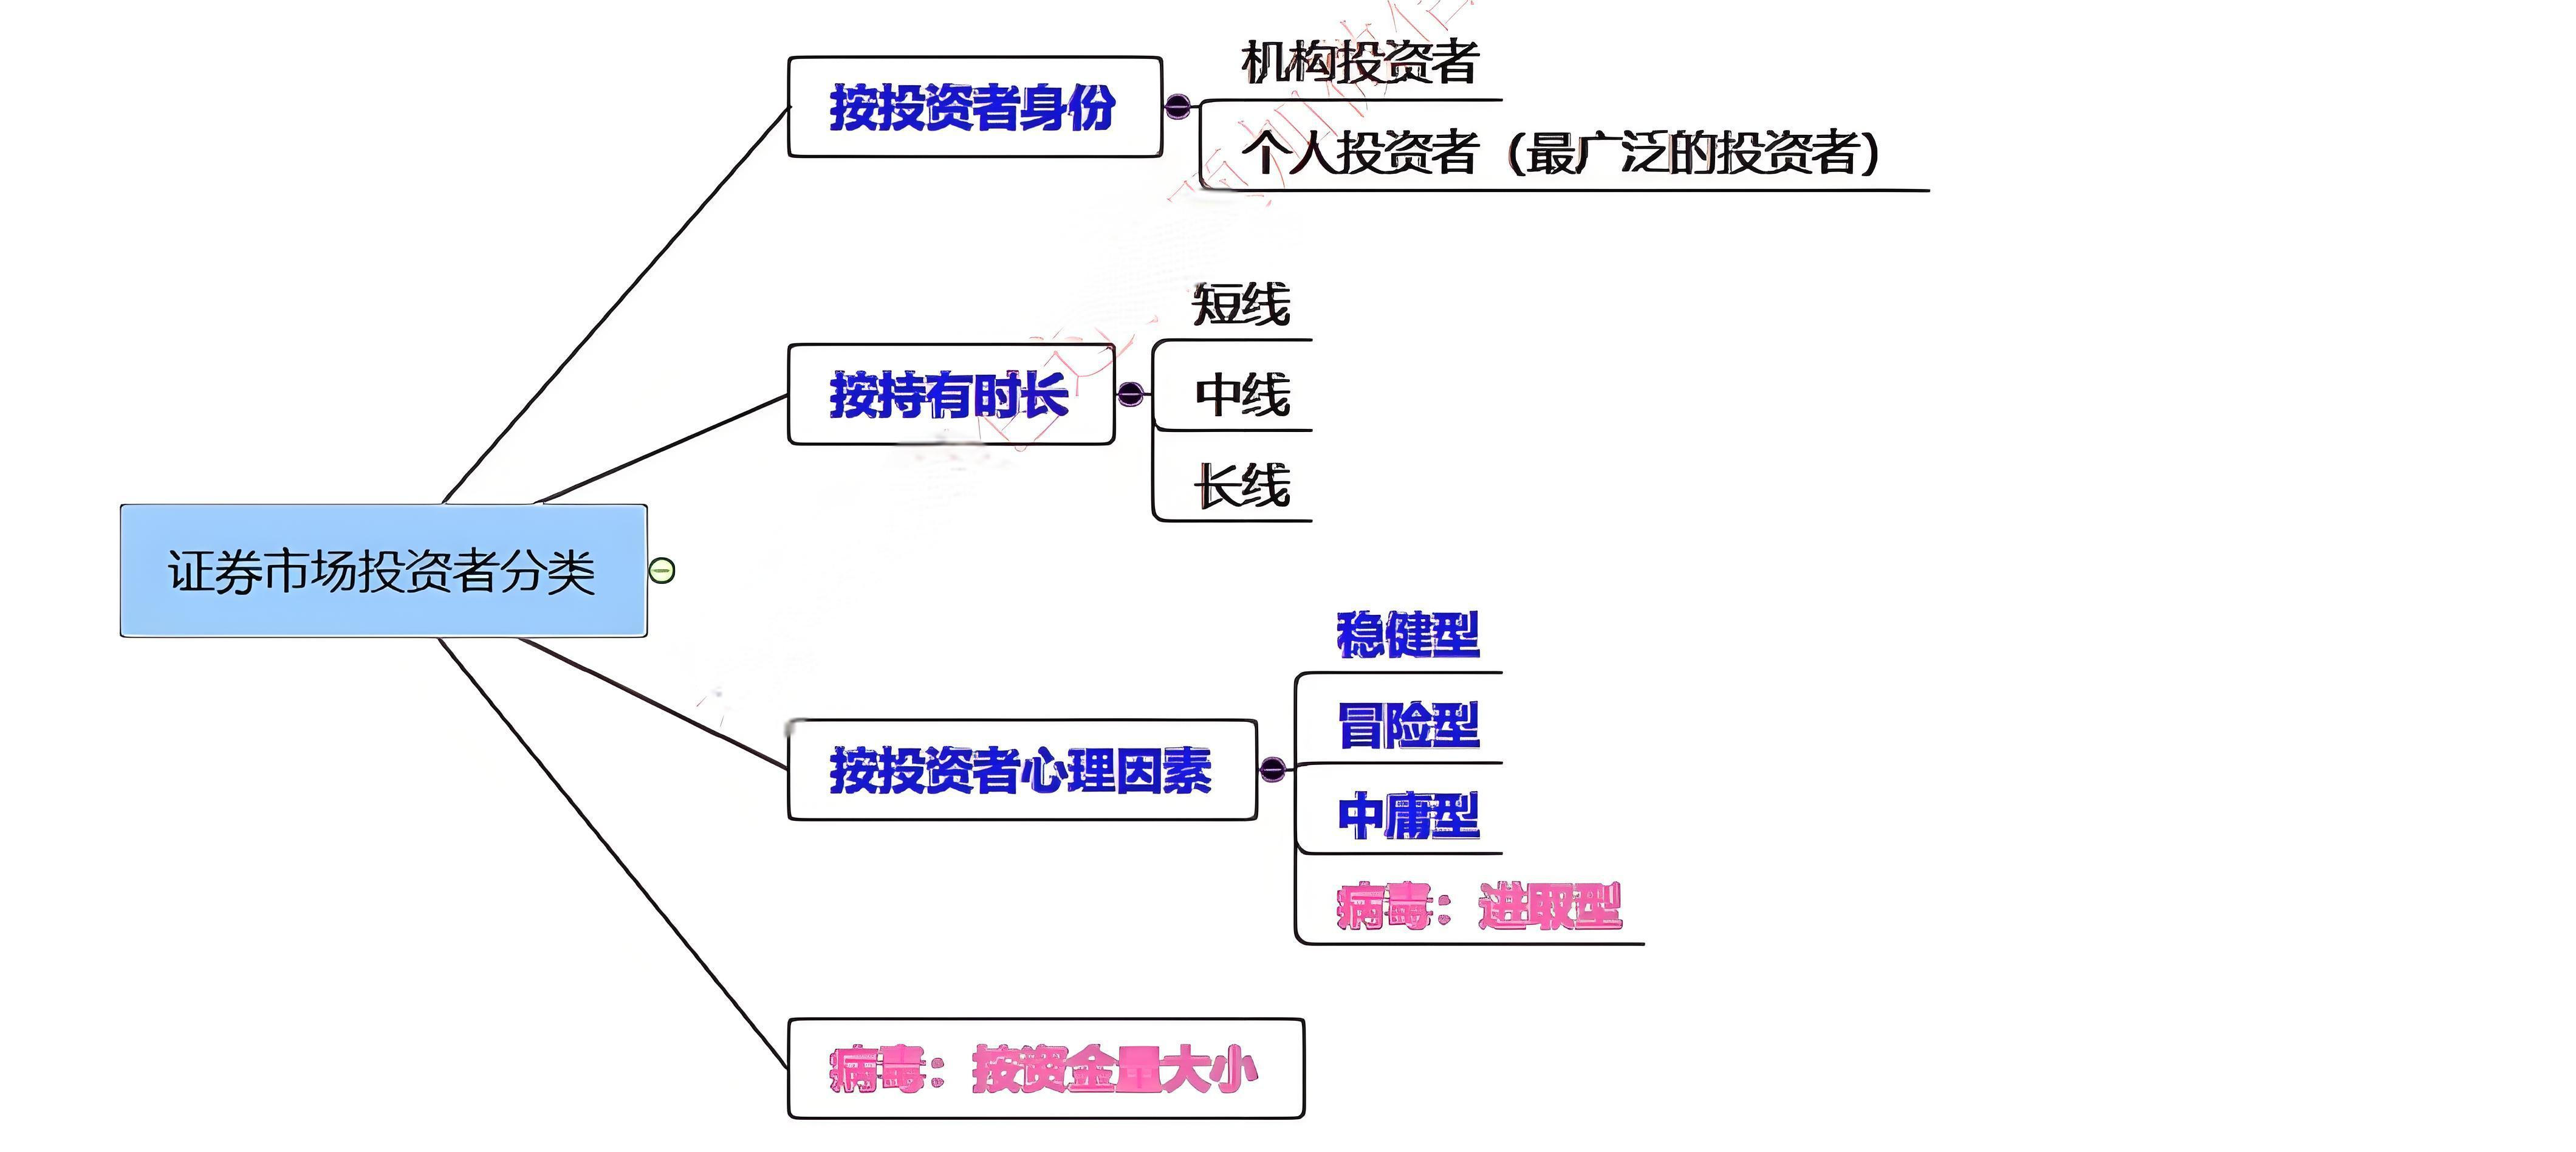 机构投资者
按投资者身份
个人投资者（最广泛的投资者）
短线
按持有时长
中线
长线
证券市场投资者分类
稳健型
冒险型
按投资者心理因素
中庸型
病毒：进取型
病毒：按资金量大小